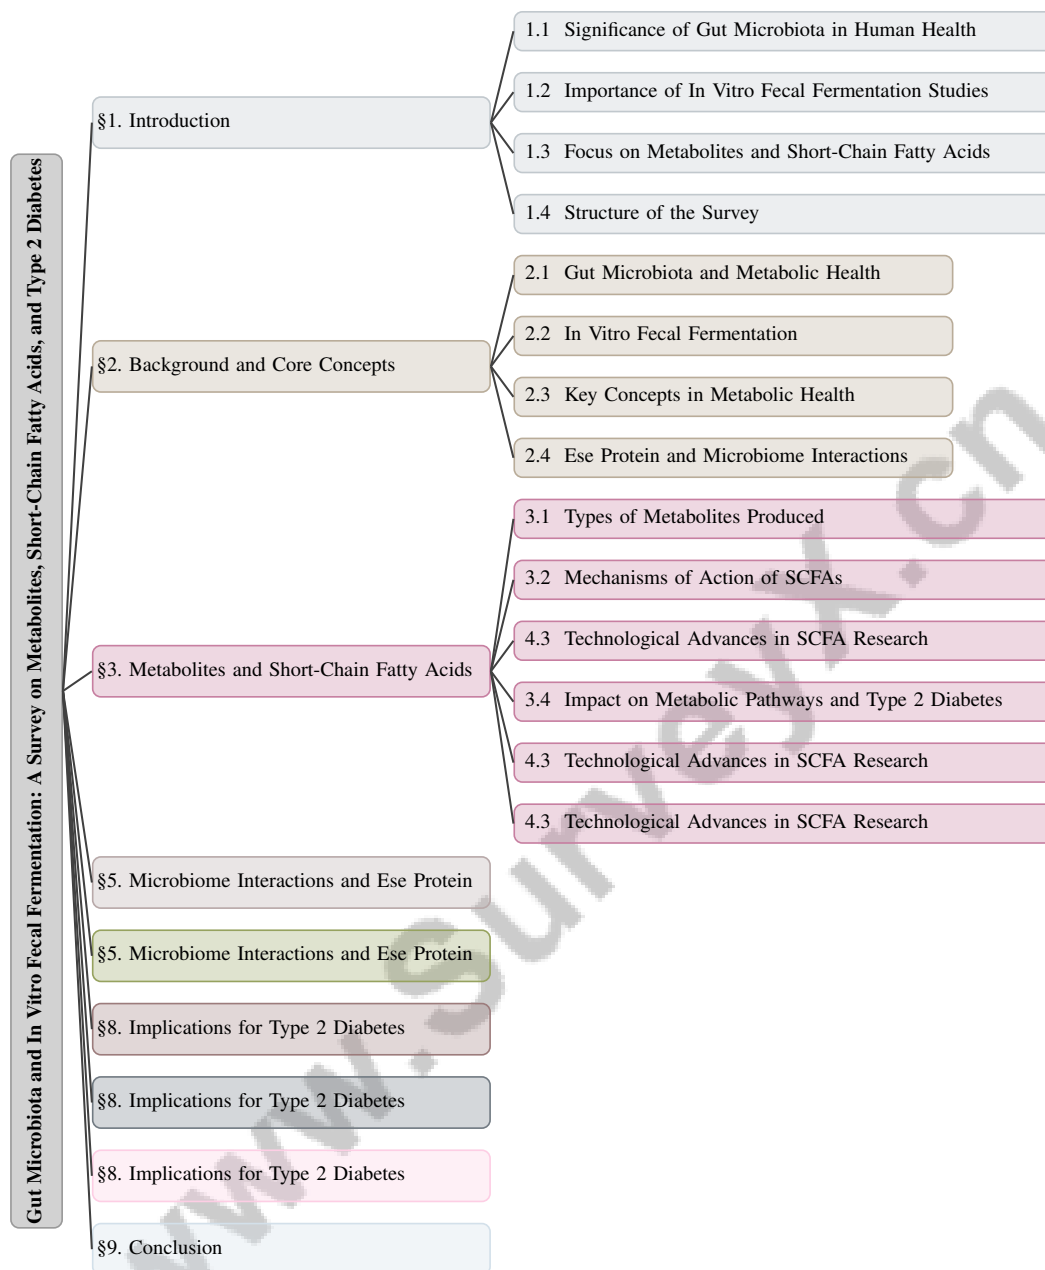 Gut Microbiota and In Vitro Fecal Fermentation: A Survey on Metabolites, Short-Chain Fatty Acids, and Type 2 Diabetes
§1. Introduction
1.1 Significance of Gut Microbiota in Human Health
1.2 Importance of In Vitro Fecal Fermentation Studies
1.3 Focus on Metabolites and Short-Chain Fatty Acids
1.4 Structure of the Survey
§2. Background and Core Concepts
2.1 Gut Microbiota and Metabolic Health
2.2 In Vitro Fecal Fermentation
2.3 Key Concepts in Metabolic Health
2.4 Ese Protein and Microbiome Interactions
§3. Metabolites and Short-Chain Fatty Acids
3.1 Types of Metabolites Produced
3.2 Mechanisms of Action of SCFAs
4.3 Technological Advances in SCFA Research
3.4 Impact on Metabolic Pathways and Type 2 Diabetes
4.3 Technological Advances in SCFA Research
4.3 Technological Advances in SCFA Research
§5. Microbiome Interactions and Ese Protein
§5. Microbiome Interactions and Ese Protein
§8. Implications for Type 2 Diabetes
§8. Implications for Type 2 Diabetes
§8. Implications for Type 2 Diabetes
§9. Conclusion
www.SurveyX.cn